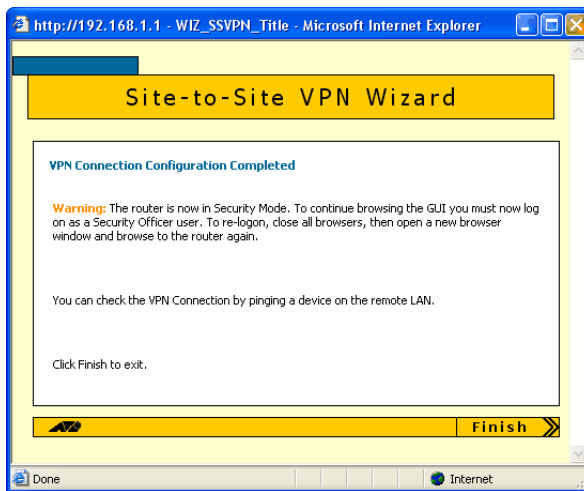 http://192.168.1.1 - WIZ_SSVPN_Title - Microsoft Internet Explorer
Site-to-Site VPN Wizard
VPN Connection Configuration Completed
Warning: The router is now in Security Mode. To continue browsing the GUI you must now log
on as a Security Officer user. To re-logon, close all browsers, then open a new browser
window and browse to the router again.
You can check the VPN Connection by pinging a device on the remote LAN.
Click Finish to exit.
Finish
Done
Internet